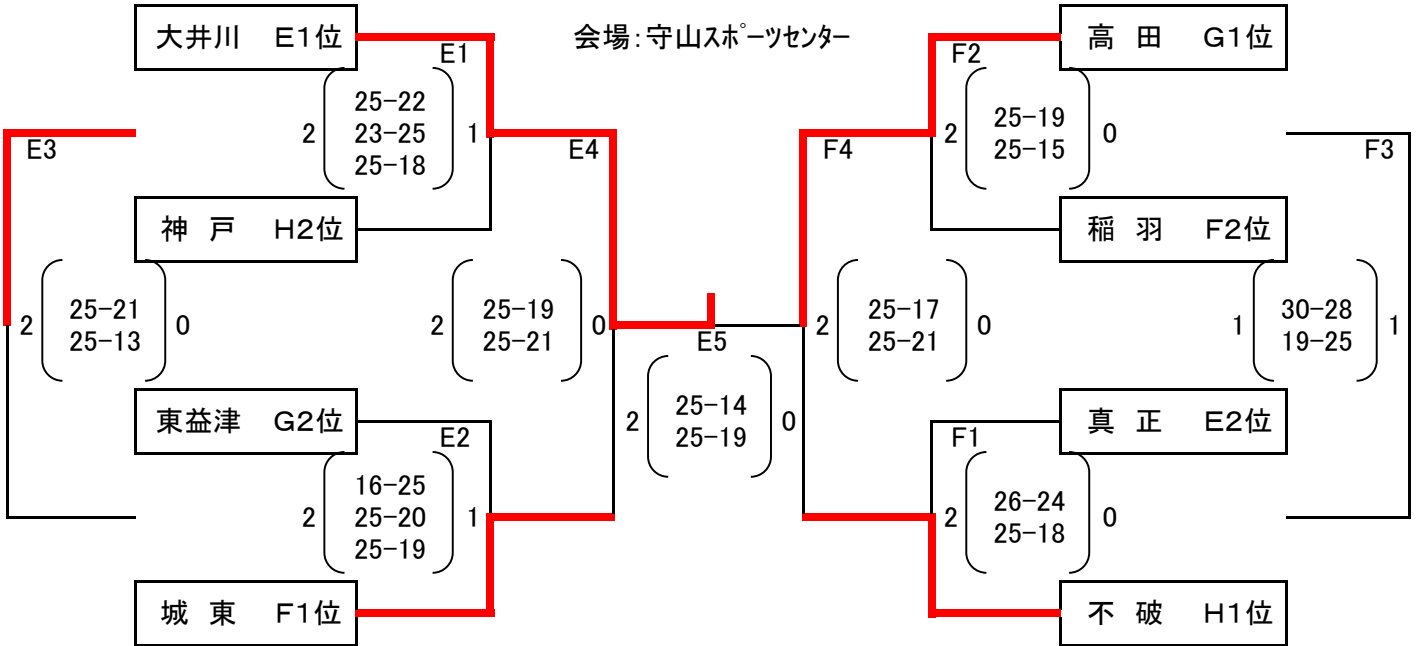 大井川 E1位
会場:守山スポーツセンター
高 田 G1位
E1
F2
25-22
2 23-25 1
25-18
25-19
2 0
25-15
E3
E4
F4
F3
神 戸 H2位
稲 羽 F2位
25-21
2 0
25-13
25-19
2 0
25-21
E5
25-17
2 0
25-21
30-28
1 1
19-25
25-14
2 0
25-19
東益津 G2位
真 正 E2位
E2
F1
16-25
2 25-20 1
25-19
26-24
2 0
25-18
城 東 F1位
不 破 H1位